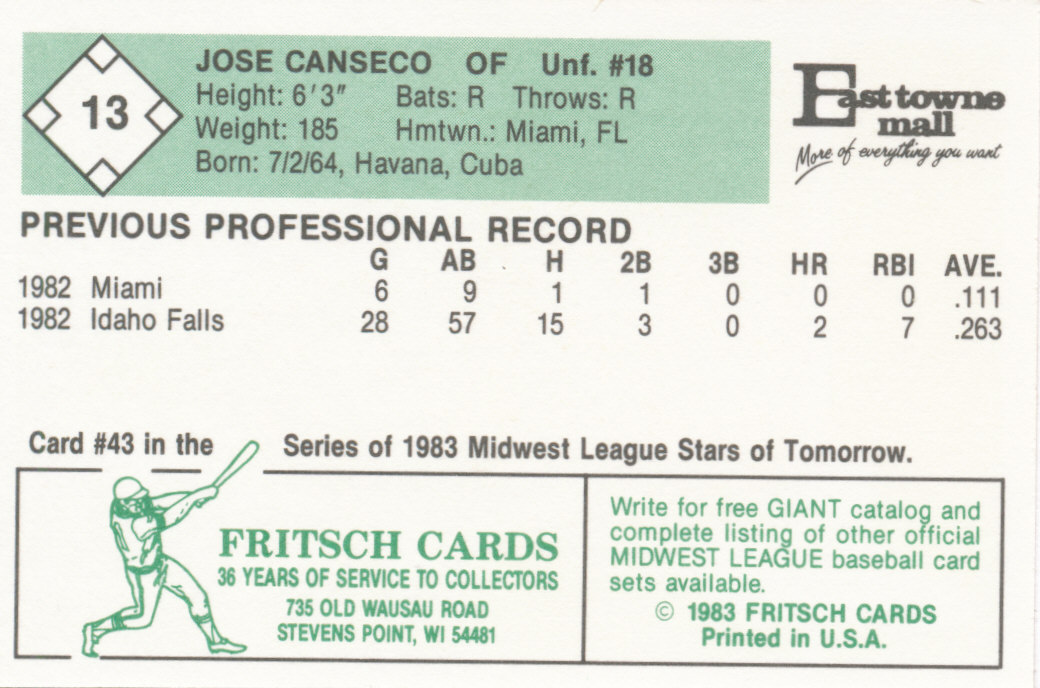 13
JOSE CANSECO OF Unf. #18
Height: 6'3" Bats: R Throws: R
Weight: 185 Hmtwn.: Miami, FL
Born: 7/2/64, Havana, Cuba
East towne
mall
More of everything you want
PREVIOUS PROFESSIONAL RECORD
G AB H 2B 3B HR RBI AVE.
1982 Miami 6 9 1 1 0 0 0 .111
1982 Idaho Falls 28 57 15 3 0 2 7 .263
Card #43 in the Series of 1983 Midwest League Stars of Tomorrow.
FRITSCH CARDS
36 YEARS OF SERVICE TO COLLECTORS
735 OLD WAUSAU ROAD
STEVENS POINT, WI 54481
Write for free GIANT catalog and
complete listing of other official
MIDWEST LEAGUE baseball card
sets available.
© 1983 FRITSCH CARDS
Printed in U.S.A.